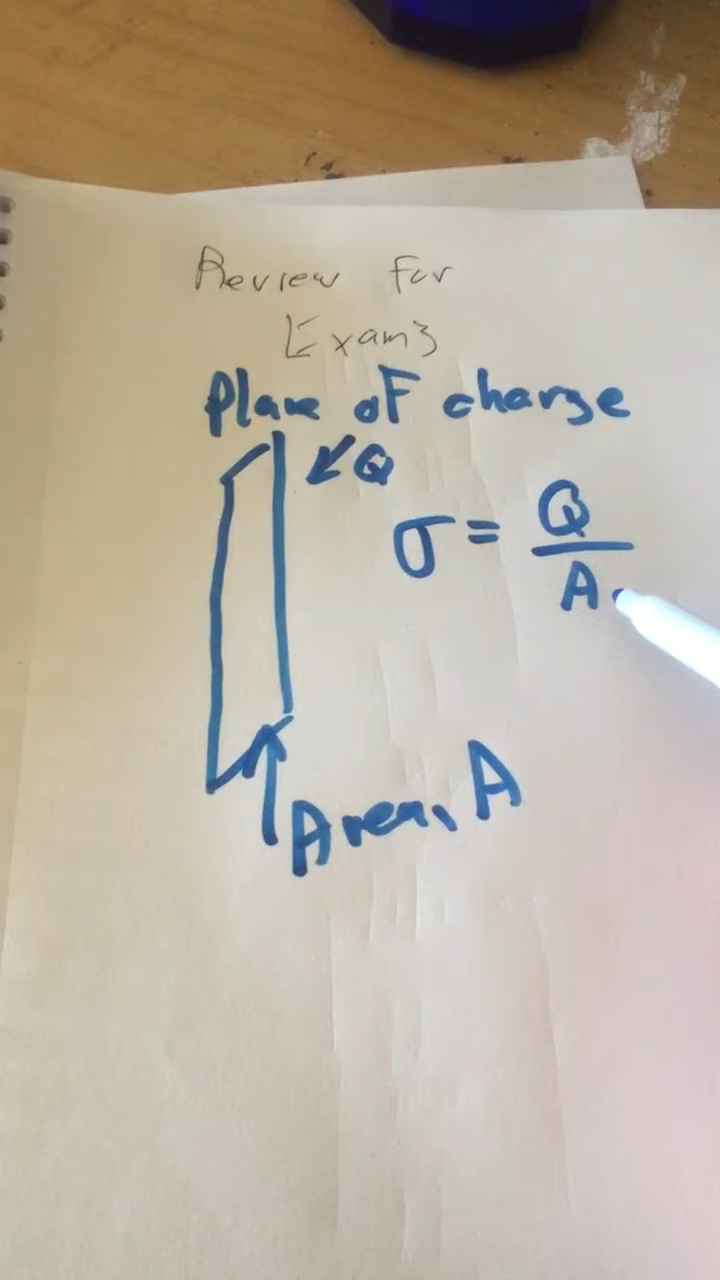 Review For
Exam 3
Plane of charge
Q
σ = Q
A
Area, A